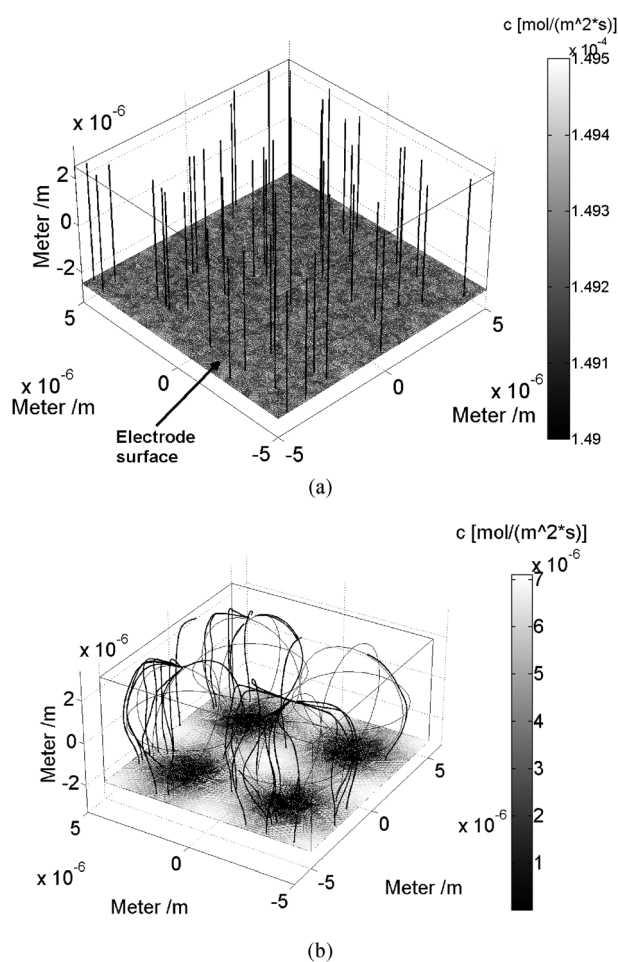 c [mol/(m^2*s)]
x 10^-4
1.495
1.494
1.493
1.492
1.491
1.49
x 10^-6
2
0
-2
Meter /m
5
x 10^-6
0
Meter /m
-5
-5
0
5
x 10^-6
Meter /m
Electrode
surface
(a)
c [mol/(m^2*s)]
x 10^-6
7
6
5
4
3
2
1
x 10^-6
2
0
-2
Meter /m
5
x 10^-6
0
Meter /m
-5
-5
0
5
x 10^-6
Meter /m
(b)